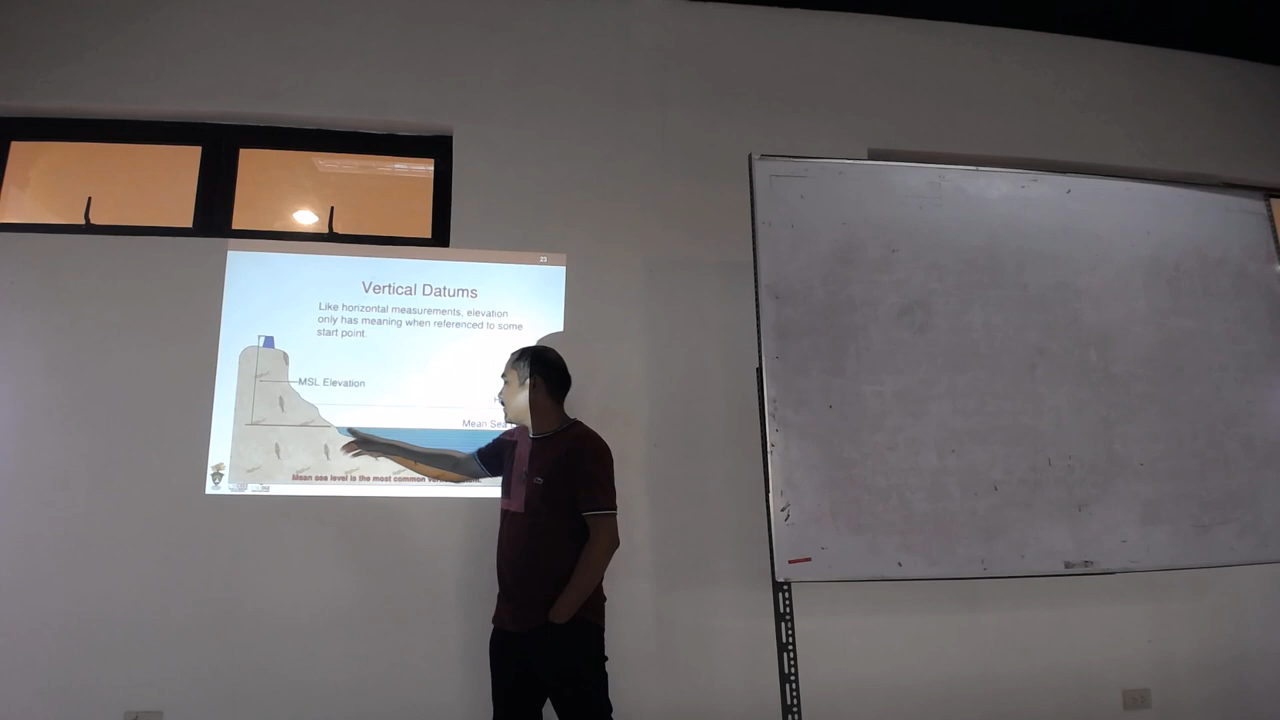 23
Vertical Datums
Like horizontal measurements, elevation
only has meaning when referenced to some
start point.
MSL Elevation
Mean Sea
Mean sea level is the most common